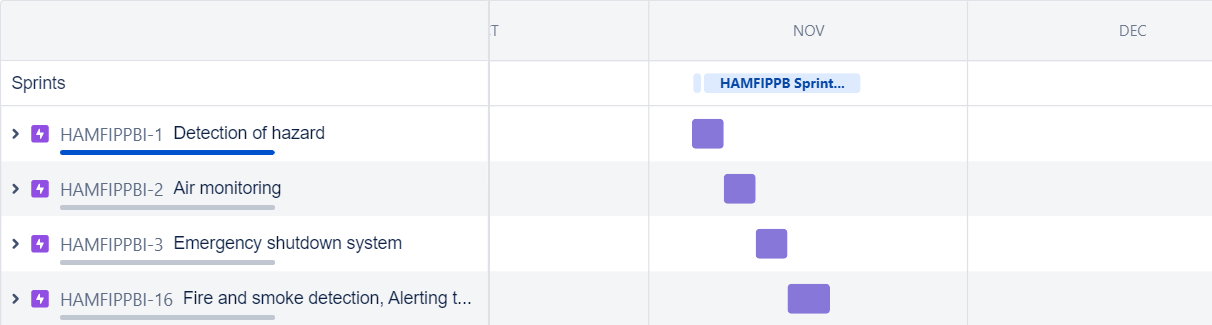 T NOV DEC
Sprints HAMFIPPB Sprint...
HAMFIPPBI-1 Detection of hazard
HAMFIPPBI-2 Air monitoring
HAMFIPPBI-3 Emergency shutdown system
HAMFIPPBI-16 Fire and smoke detection, Alerting t...